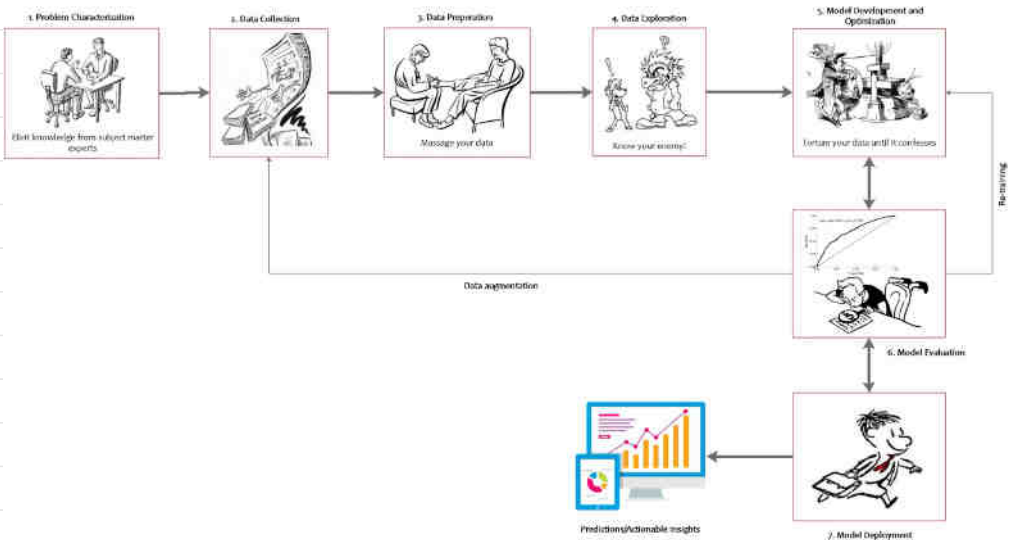 1. Problem Characterization
2. Data Collection
3. Data Preparation
4. Data Exploration
5. Model Development and
Optimization
Elicit knowledge from subject matter
experts
Massage your data
Know your enemy!
Torture your data until it confesses
Re-training
Data augmentation
6. Model Evaluation
Predictions/Actionable Insights
7. Model Deployment